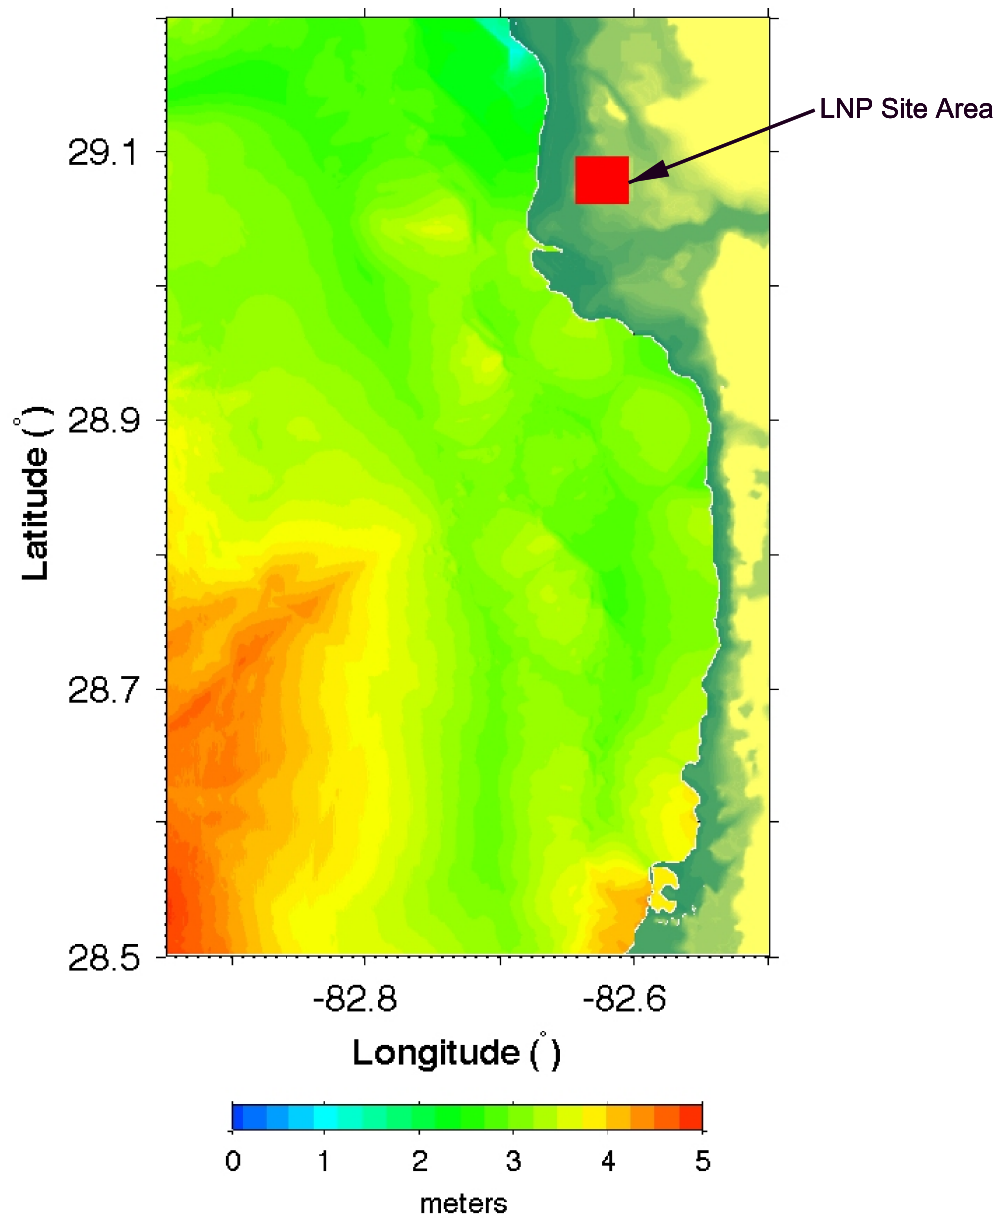 LNP Site Area
29.1
28.9
28.7
28.5
Latitude (°)
-82.8 -82.6
Longitude (°)
0 1 2 3 4 5
meters